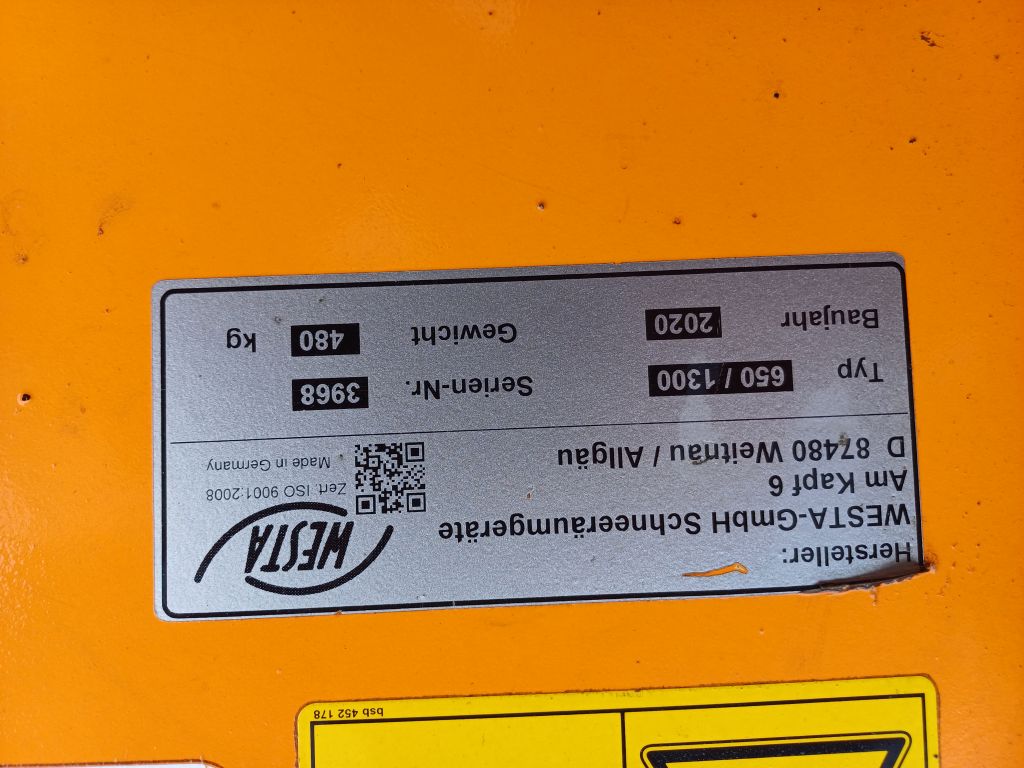 Hersteller:
WESTA-GmbH Schneeräumgeräte
Am Kapf 6
D 87480 Weitnau / Allgäu
WESTA
Zert. ISO 9001:2008
Made in Germany
Typ 650 / 1300 Serien-Nr. 3968
Baujahr 2020 Gewicht 480 kg
bsb 452 178